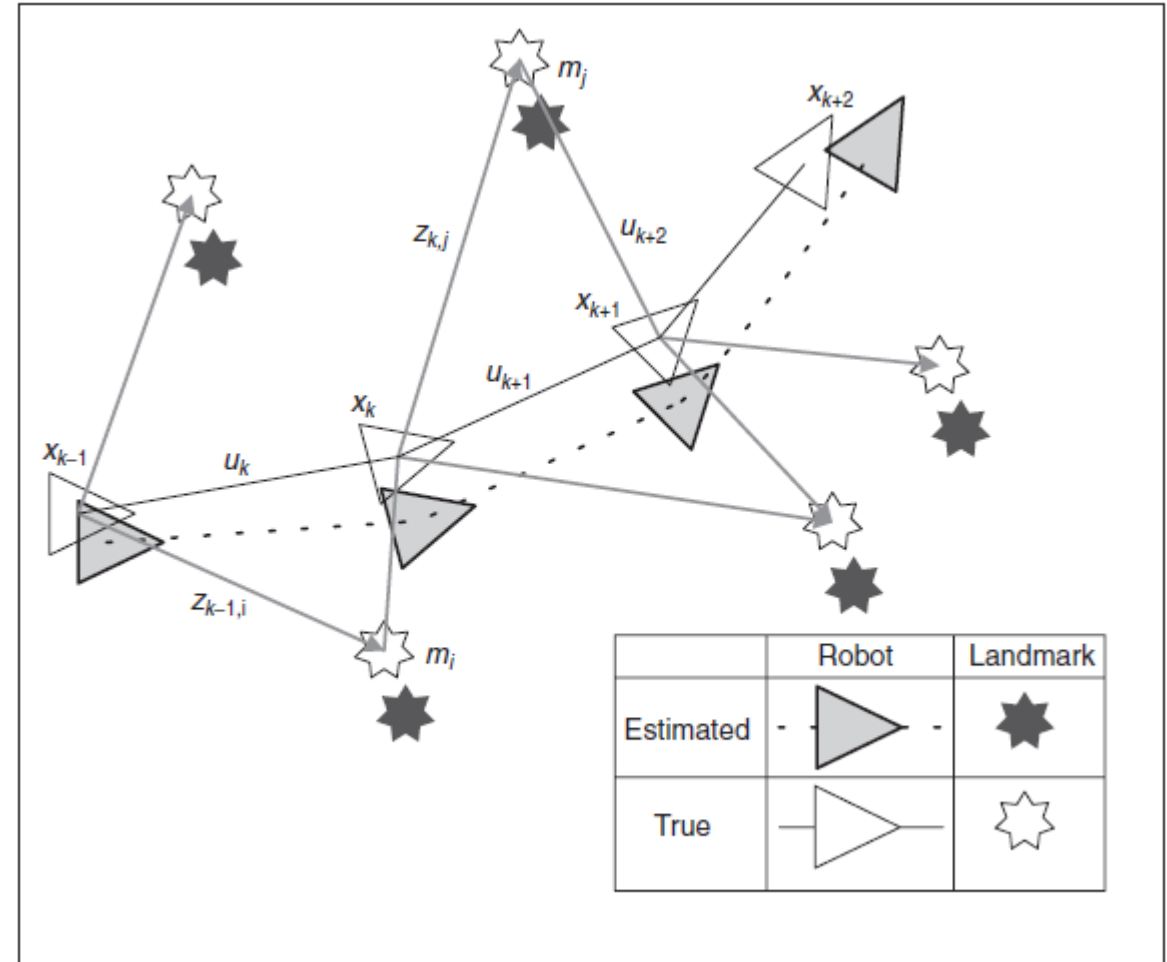 m_j
x_{k+2}
z_{k,j}
u_{k+2}
x_{k+1}
u_{k+1}
x_k
x_{k–1}
u_k
z_{k–1,i}
m_i
Robot Landmark
Estimated
True